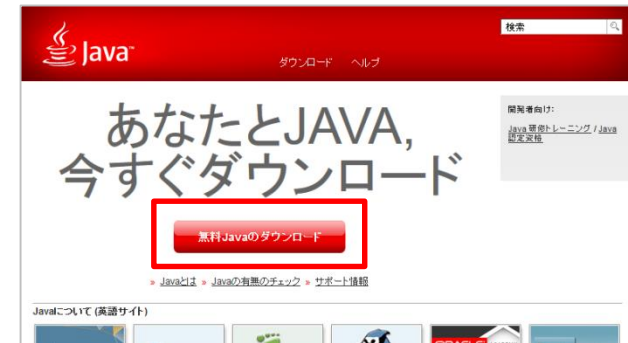 検索
Java
ダウンロード ヘルプ
あなたとJAVA,
今すぐダウンロード
開発者向け:
Java 研修トレーニング / Java
認定資格
無料Javaのダウンロード
» Javaとは » Javaの有無のチェック » サポート情報
Javaについて (英語サイト)
ORACLE